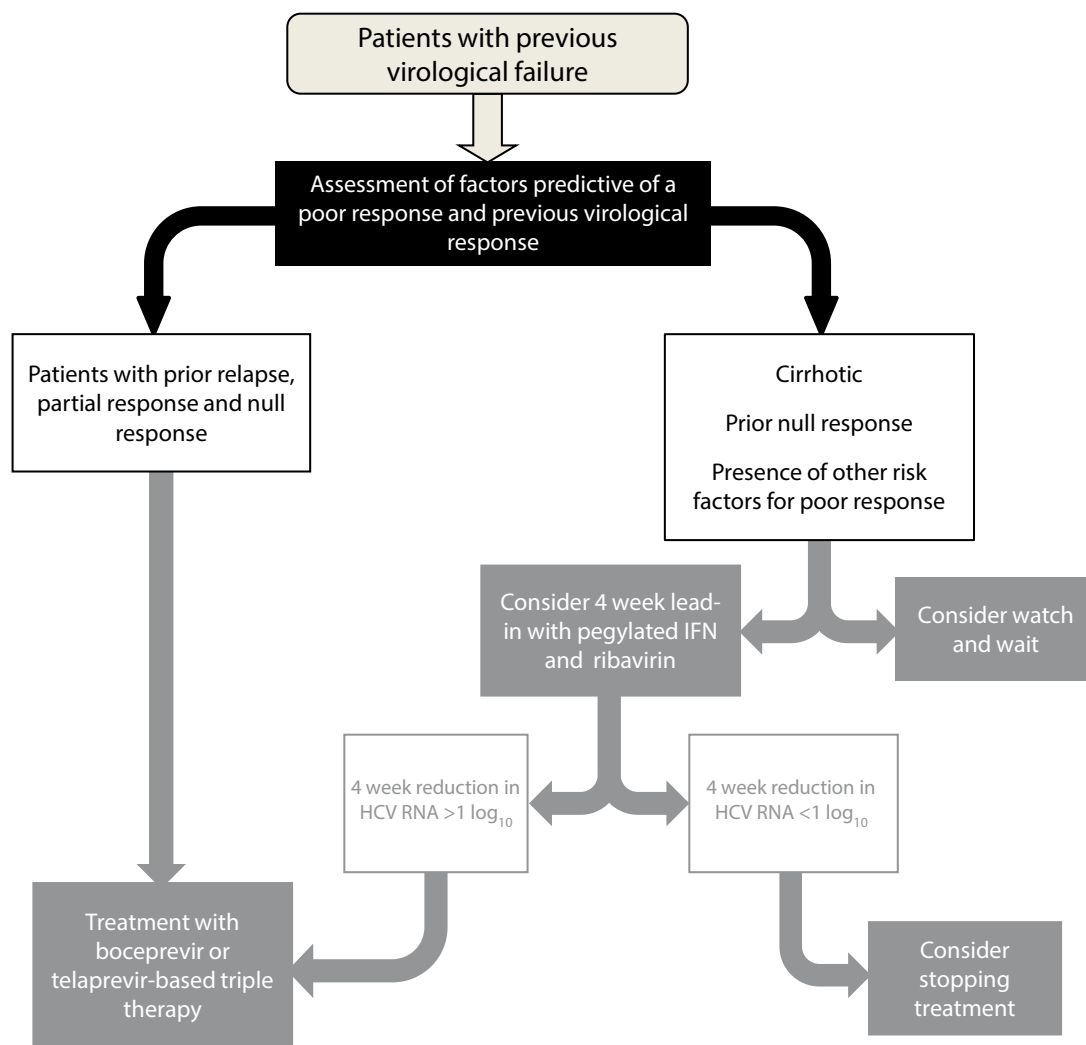 Patients with previous
virological failure
Assessment of factors predictive of a
poor response and previous virological
response
Patients with prior relapse,
partial response and null
response
Cirrhotic
Prior null response
Presence of other risk
factors for poor response
Consider 4 week lead-
in with pegylated IFN
and ribavirin
Consider watch
and wait
4 week reduction in
HCV RNA >1 log₁₀
4 week reduction in
HCV RNA <1 log₁₀
Treatment with
boceprevir or
telaprevir-based triple
therapy
Consider
stopping
treatment